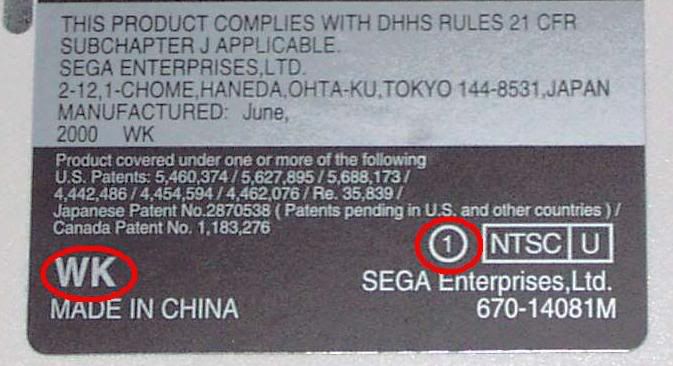 THIS PRODUCT COMPLIES WITH DHHS RULES 21 CFR
SUBCHAPTER J APPLICABLE.
SEGA ENTERPRISES,LTD.
2-12,1-CHOME,HANEDA,OHTA-KU,TOKYO 144-8531,JAPAN
MANUFACTURED: June,
2000 WK
Product covered under one or more of the following
U.S. Patents: 5,460,374 / 5,627,895 / 5,688,173 /
4,442,486 / 4,454,594 / 4,462,076 / Re. 35,839 /
Japanese Patent No.2870538 ( Patents pending in U.S. and other countries ) /
Canada Patent No. 1,183,276
1 NTSC U
WK
SEGA Enterprises,Ltd.
MADE IN CHINA
670-14081M